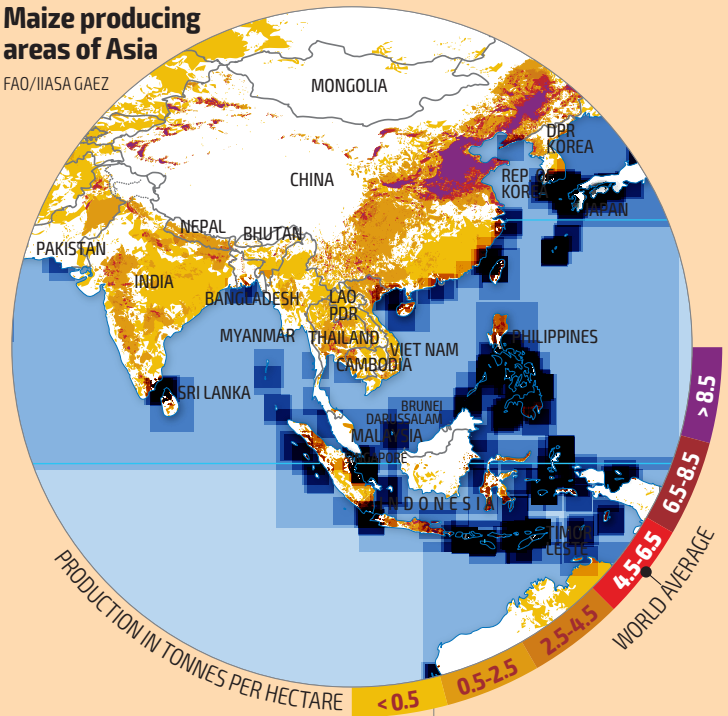 Maize producing
areas of Asia
FAO/IIASA GAEZ
MONGOLIA
DPR
KOREA
CHINA
REP. OF
KOREA
JAPAN
NEPAL
BHUTAN
PAKISTAN
INDIA
BANGLADESH
LAO
PDR
MYANMAR
THAILAND
VIET NAM
PHILIPPINES
CAMBODIA
SRI LANKA
BRUNEI
DARUSSALAM
MALAYSIA
SINGAPORE
INDONESIA
TIMOR
LESTE
> 8.5
6.5-8.5
4.5-6.5
2.5-4.5
0.5-2.5
< 0.5
WORLD AVERAGE
PRODUCTION IN TONNES PER HECTARE